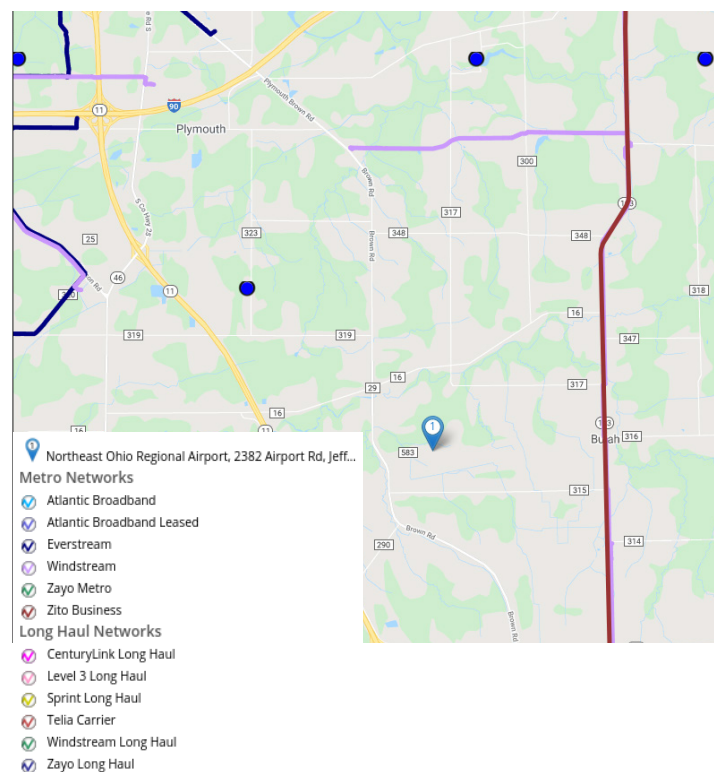 Rd S
Plymouth Brown Rd
11
90
Plymouth
Brown Rd
300
S Co Hwy 24
317
25
323
348
Brown Rd
348
46
11
318
16
319
319
347
29
16
317
16
1
16
11
Northeast Ohio Regional Airport, 2382 Airport Rd, Jeff...
583
316
Metro Networks
Atlantic Broadband
315
Atlantic Broadband Leased
Everstream
Brown Rd
290
314
Windstream
Zayo Metro
Zito Business
Brown Rd
Long Haul Networks
CenturyLink Long Haul
Level 3 Long Haul
Sprint Long Haul
Telia Carrier
Windstream Long Haul
Zayo Long Haul